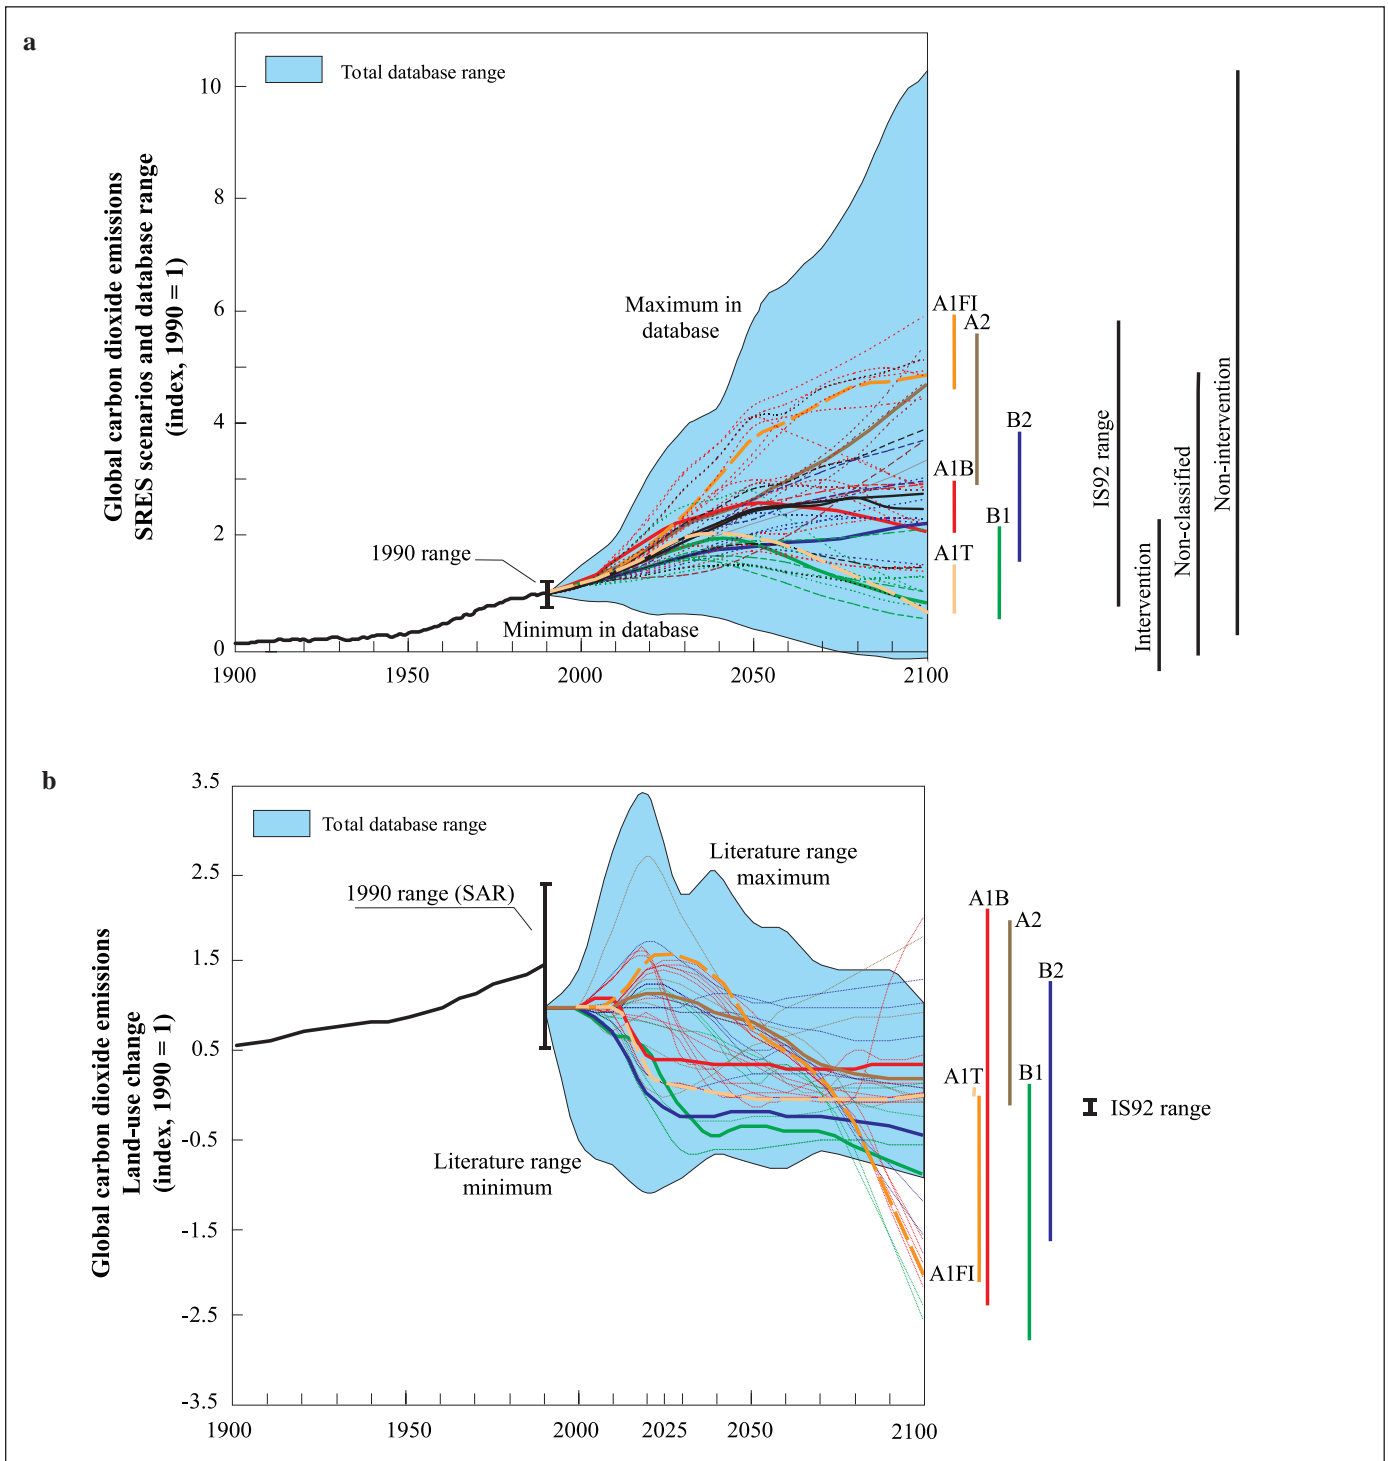 a
Total database range
10
8
6
4
2
0
Global carbon dioxide emissions
SRES scenarios and database range
(index, 1990 = 1)
Maximum in
database
1990 range
Minimum in database
1900
1950
2000
2050
2100
A1FI
A2
B2
A1B
B1
A1T
IS92 range
Intervention
Non-classified
Non-intervention
b
3.5
2.5
1.5
0.5
-0.5
-1.5
-2.5
-3.5
Global carbon dioxide emissions
Land-use change
(index, 1990 = 1)
Total database range
1990 range (SAR)
Literature range
maximum
Literature range
minimum
1900
1950
2000
2025
2050
2100
A1B
A2
B2
A1T
B1
IS92 range
A1FI